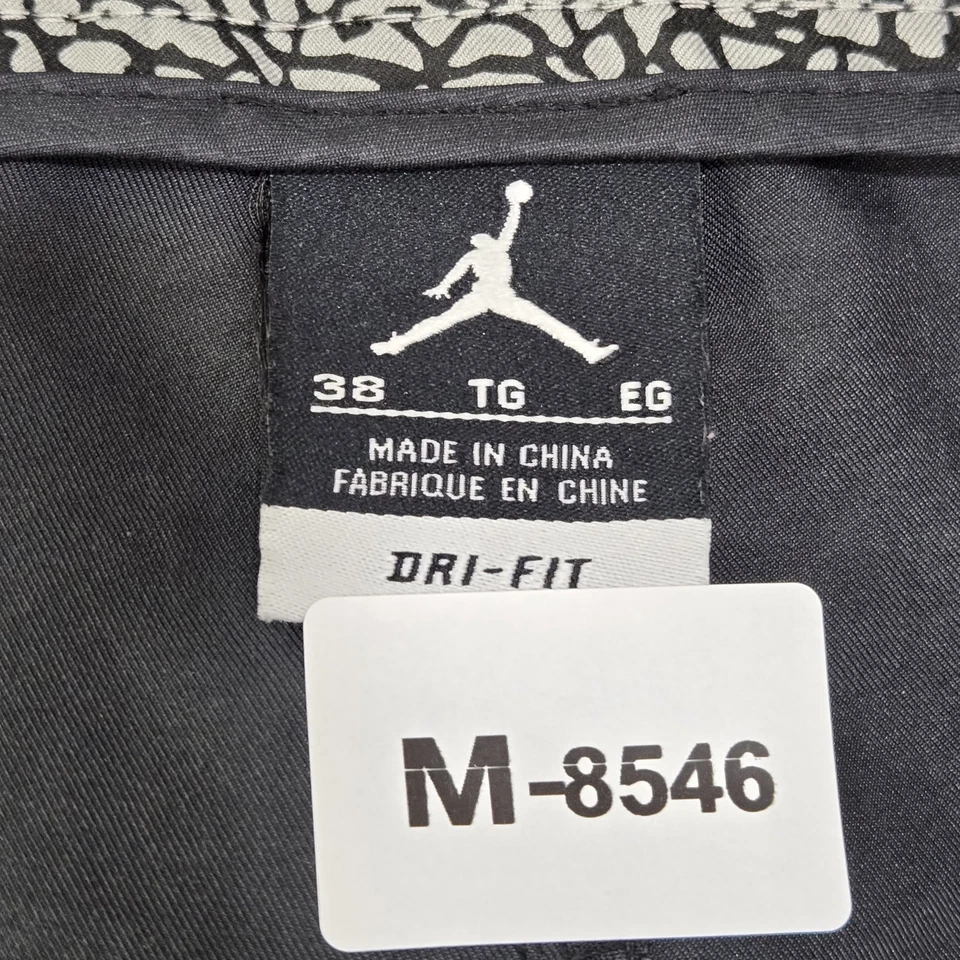 38 TG EG
MADE IN CHINA
FABRIQUE EN CHINE
DRI-FIT
M-8546